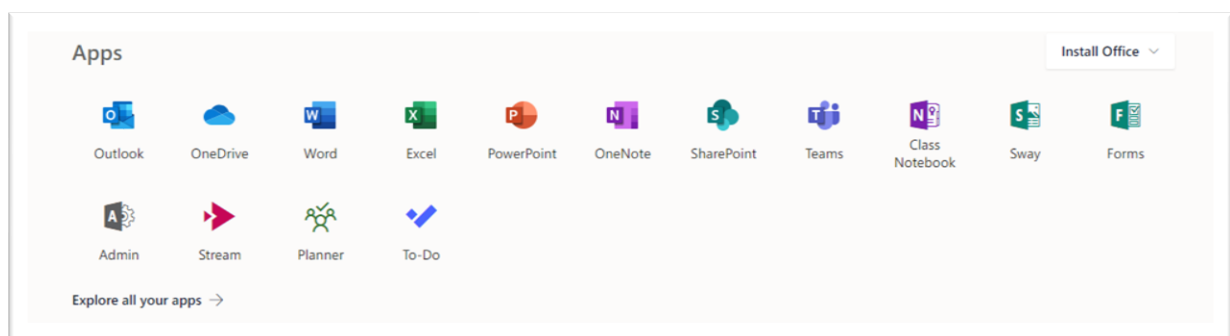 Apps
Install Office
O W X P N S T N S F
Outlook OneDrive Word Excel PowerPoint OneNote SharePoint Teams Class Notebook Sway Forms
A
Admin Stream Planner To-Do
Explore all your apps →